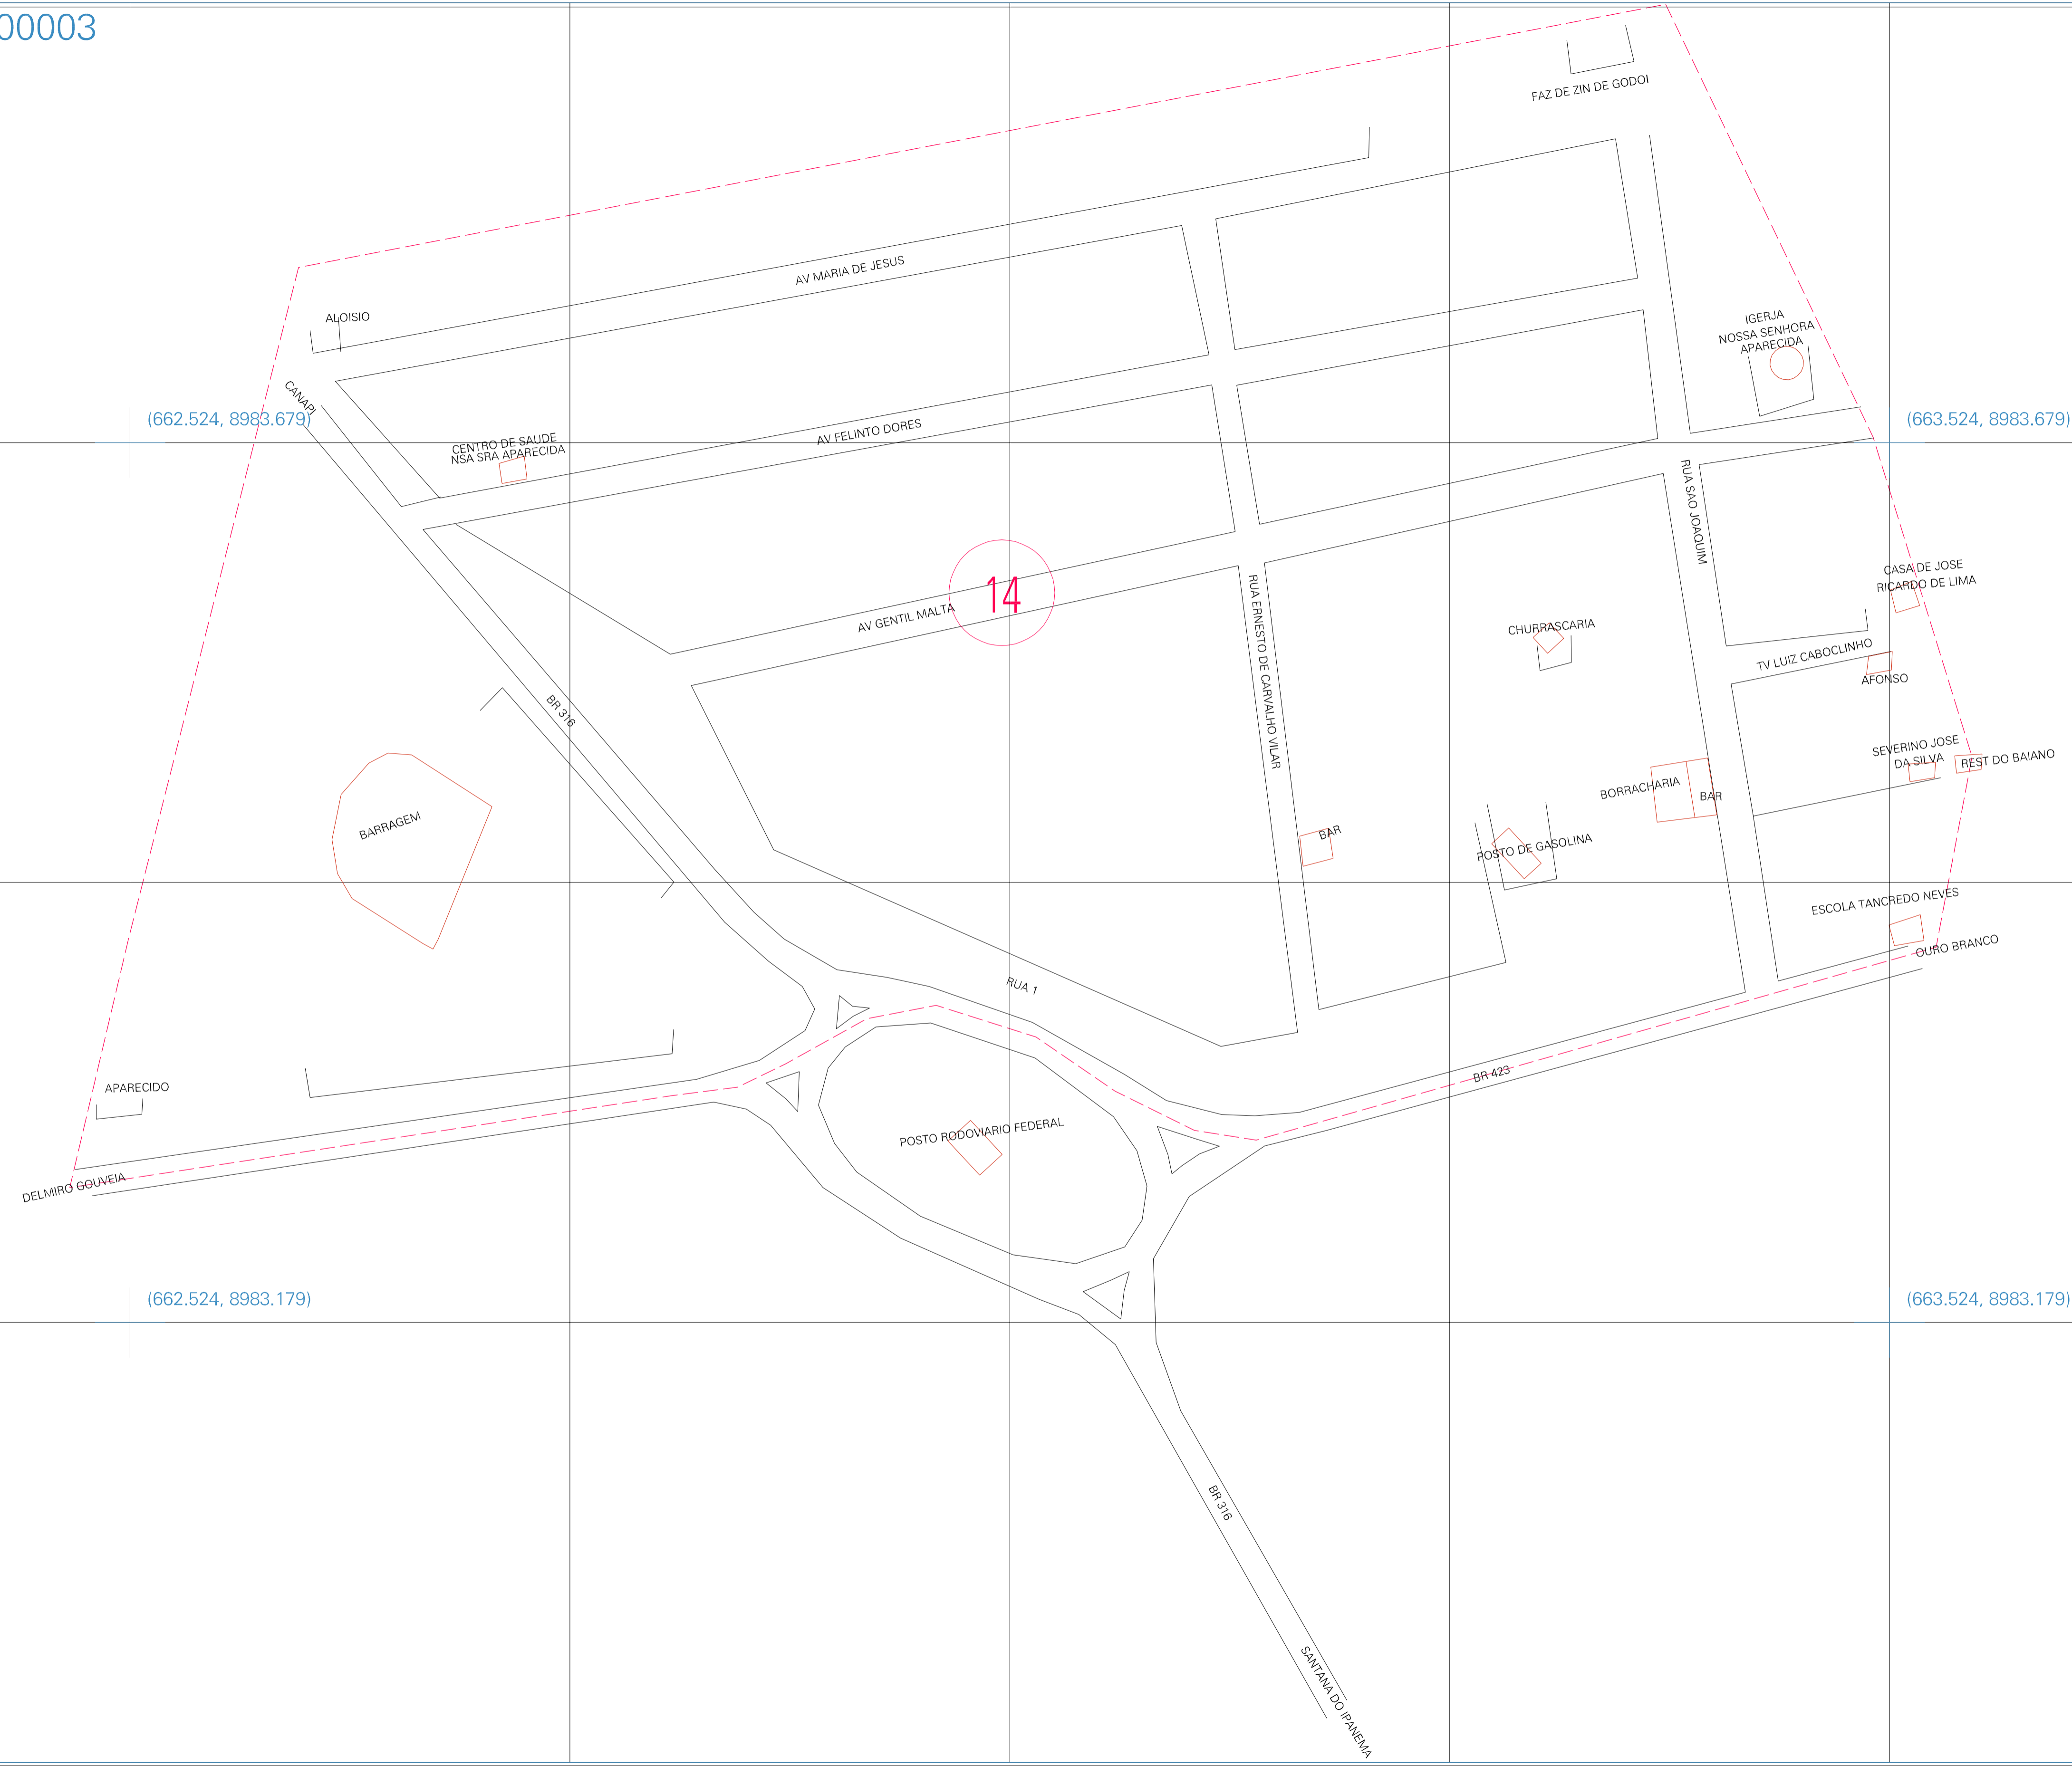 00003
FAZ DE ZIN DE GODOI
AV MARIA DE JESUS
ALOISIO
IGERJA
NOSSA SENHORA
APARECIDA
CANAPI
(662.524, 8983.679)
(663.524, 8983.679)
CENTRO DE SAUDE
NSA SRA APARECIDA
AV FELINTO DORES
RUA SAO JOAQUIM
CASA DE JOSE
RICARDO DE LIMA
14
AV GENTIL MALTA
RUA ERNESTO DE CARVALHO VILAR
CHURRASCARIA
TV LUIZ CABOCLINHO
AFONSO
BR 316
SEVERINO JOSE
DA SILVA
REST DO BAIANO
BORRACHARIA
BAR
BARRAGEM
BAR
POSTO DE GASOLINA
ESCOLA TANCREDO NEVES
OURO BRANCO
RUA 1
BR 423
APARECIDO
POSTO RODOVIARIO FEDERAL
DELMIRO GOUVEIA
(662.524, 8983.179)
(663.524, 8983.179)
BR 316
SANTANA DO IPANEMA